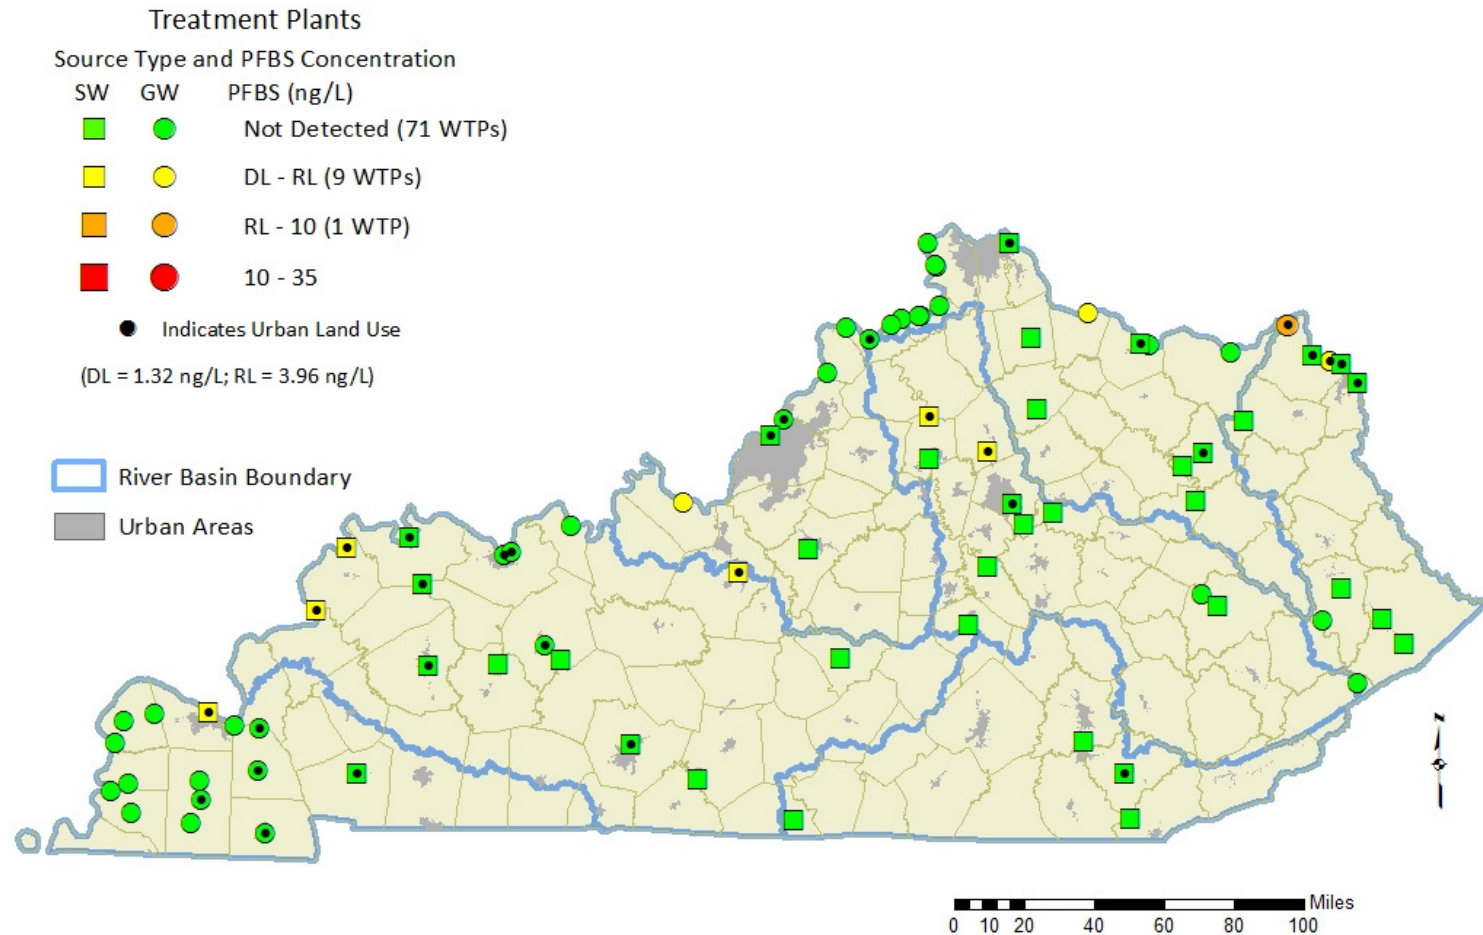 Treatment Plants
Source Type and PFBS Concentration
SW GW PFBS (ng/L)
Not Detected (71 WTPs)
DL - RL (9 WTPs)
RL - 10 (1 WTP)
10 - 35
Indicates Urban Land Use
(DL = 1.32 ng/L; RL = 3.96 ng/L)
River Basin Boundary
Urban Areas
N
Miles
0 10 20 40 60 80 100